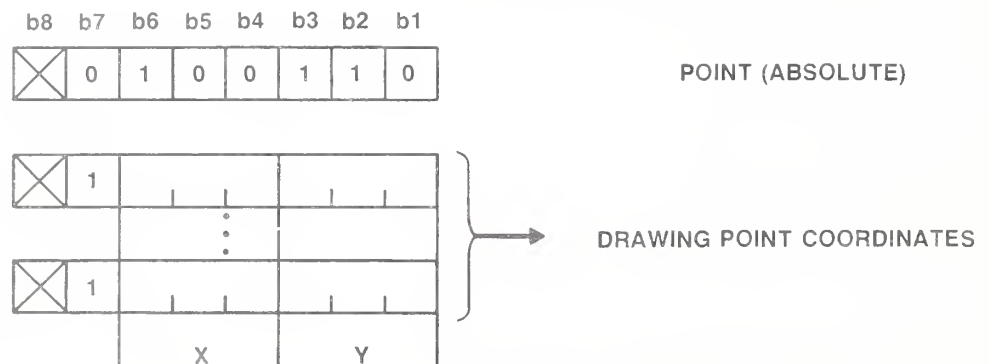 b8 b7 b6 b5 b4 b3 b2 b1
0 1 0 0 1 1 0 POINT (ABSOLUTE)
1
DRAWING POINT COORDINATES
1
X Y